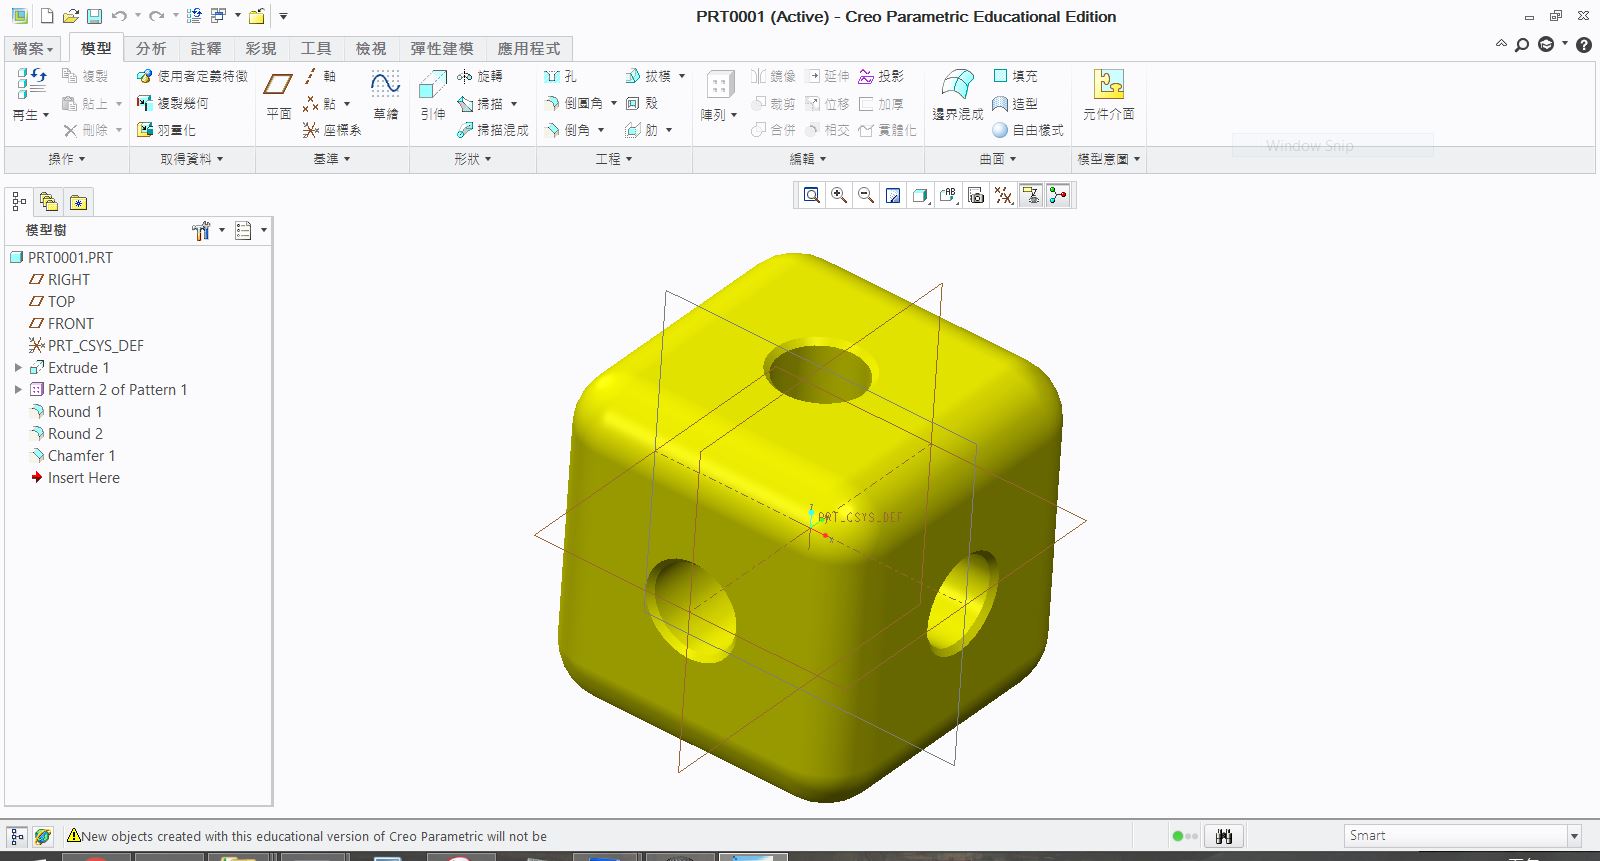 PRT0001 (Active) - Creo Parametric Educational Edition
檔案 模型 分析 註釋 彩現 工具 檢視 彈性建模 應用程式
再生
複製
貼上
刪除
操作
使用者定義特徵
複製幾何
羽量化
取得資料
平面
軸
點
座標系
草繪
基準
引伸
旋轉
掃描
掃描混成
形狀
孔
倒圓角
倒角
拔模
殼
肋
工程
陣列
鏡像
延伸
投影
裁剪
位移
加厚
合併
相交
實體化
編輯
邊界混成
填充
造型
自由樣式
曲面
元件介面
模型意圖
Window Snip
模型樹
PRT0001.PRT
RIGHT
TOP
FRONT
PRT_CSYS_DEF
Extrude 1
Pattern 2 of Pattern 1
Round 1
Round 2
Chamfer 1
Insert Here
Z
PRT_CSYS_DEF
X
New objects created with this educational version of Creo Parametric will not be
Smart